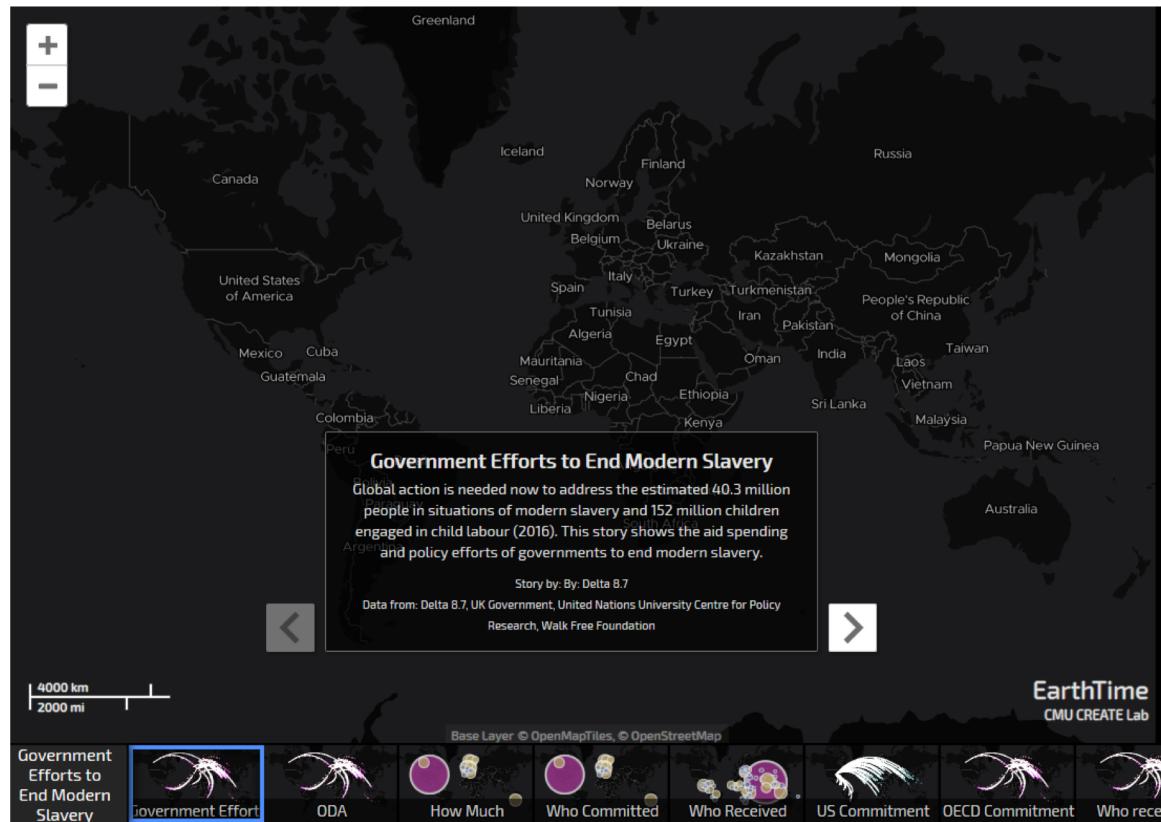 +
−
Greenland
Iceland
Russia
Finland
Canada
Norway
United Kingdom
Belarus
Belgium
Ukraine
Kazakhstan
Mongolia
Italy
United States
of America
Spain
Turkey
Turkmenistan
People's Republic
of China
Tunisia
Iran
Pakistan
Algeria
Egypt
Taiwan
Mexico
Cuba
Oman
India
Laos
Mauritania
Guatemala
Senegal
Chad
Vietnam
Nigeria
Ethiopia
Liberia
Sri Lanka
Colombia
Kenya
Malaysia
Peru
Papua New Guinea
Government Efforts to End Modern Slavery
Bolivia
Global action is needed now to address the estimated 40.3 million
Paraguay
people in situations of modern slavery and 152 million children
Australia
South Africa
engaged in child labour (2016). This story shows the aid spending
Argentina
and policy efforts of governments to end modern slavery.
Story by: By: Delta 8.7
Data from: Delta 8.7, UK Government, United Nations University Centre for Policy
Research, Walk Free Foundation
4000 km
2000 mi
EarthTime
CMU CREATE Lab
Base Layer © OpenMapTiles, © OpenStreetMap
Government
Efforts to
End Modern
Slavery
Government Effort
ODA
How Much
Who Committed
Who Received
US Commitment
OECD Commitment
Who rece